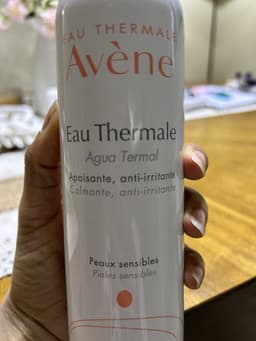 EAU THERMALE
Avène
Eau Thermale
Agua Termal
Apaisante, anti-irritante
Calmante, anti-irritante
Peaux sensibles
Pieles sensibles